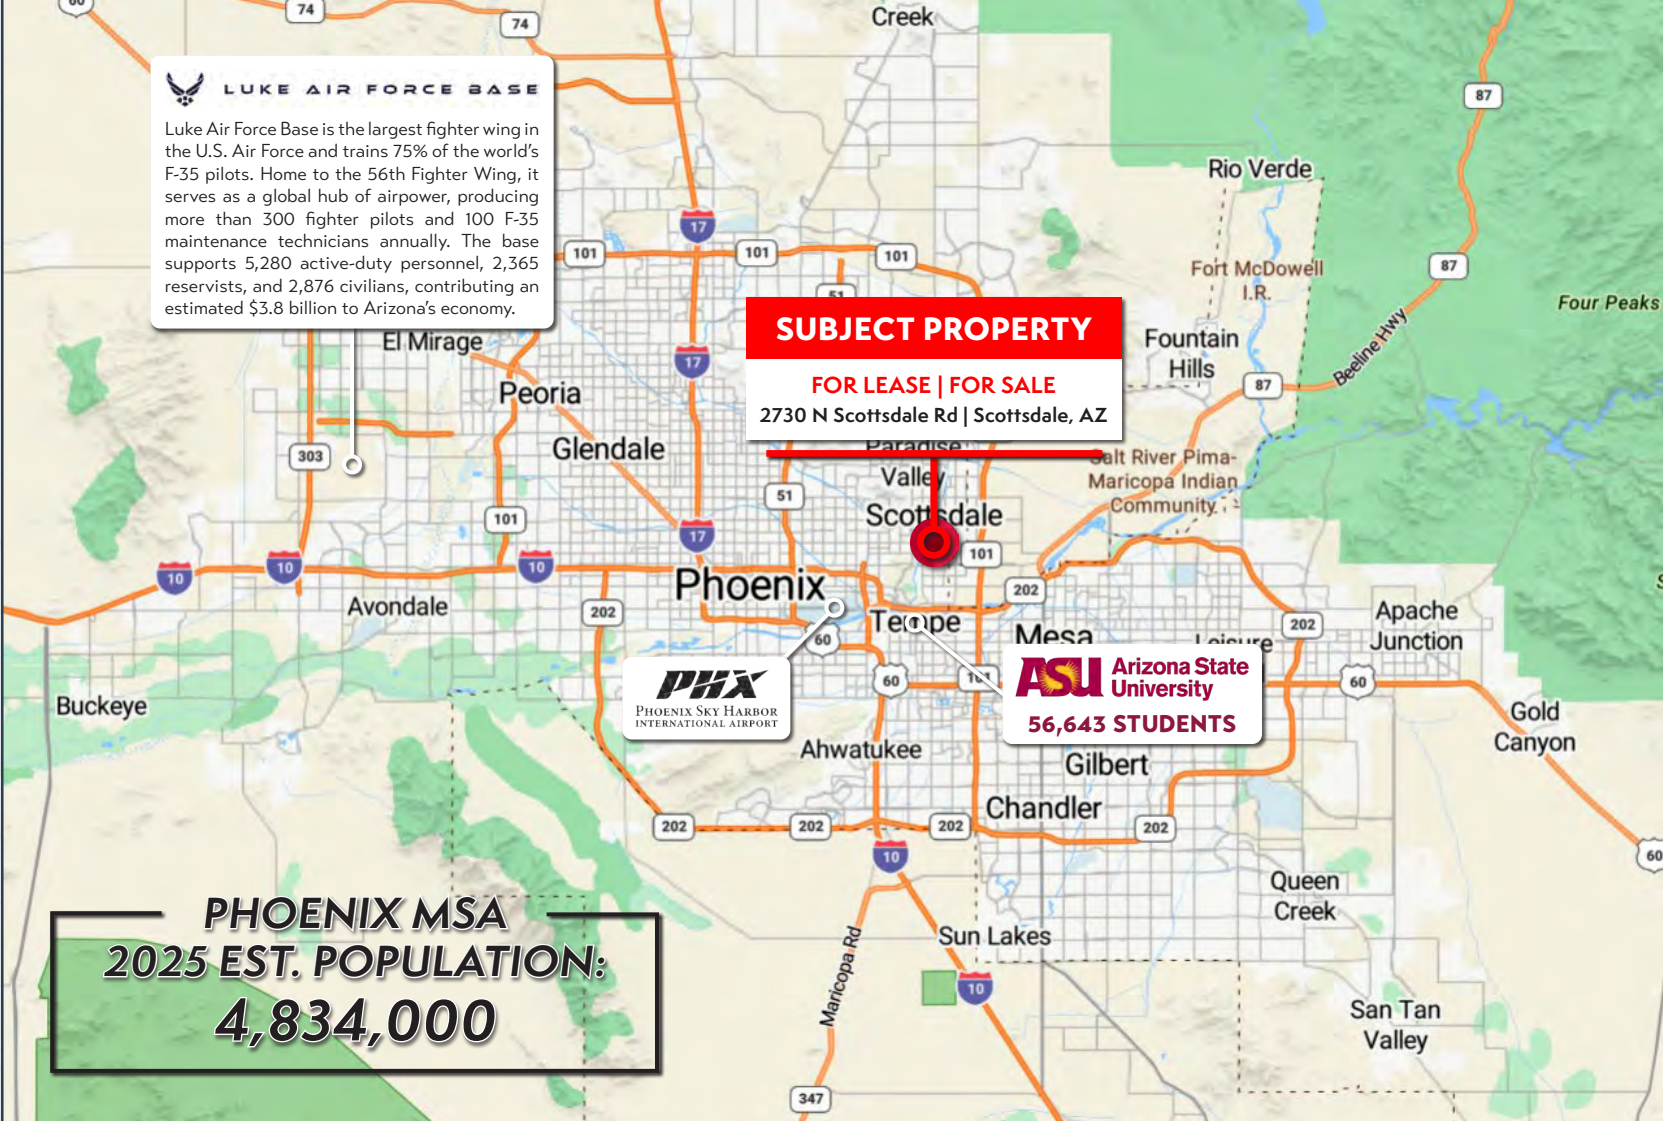 60
74
74
Creek
87
LUKE AIR FORCE BASE
Luke Air Force Base is the largest fighter wing in
the U.S. Air Force and trains 75% of the world's
F-35 pilots. Home to the 56th Fighter Wing, it
serves as a global hub of airpower, producing
more than 300 fighter pilots and 100 F-35
maintenance technicians annually. The base
supports 5,280 active-duty personnel, 2,365
reservists, and 2,876 civilians, contributing an
estimated $3.8 billion to Arizona's economy.
Rio Verde
17
101
101
101
87
Fort McDowell
I.R.
51
Four Peaks
SUBJECT PROPERTY
FOR LEASE | FOR SALE
2730 N Scottsdale Rd | Scottsdale, AZ
El Mirage
17
Fountain
Hills
Beeline Hwy
87
Peoria
Glendale
303
Paradise
Valley
Salt River Pima-
Maricopa Indian
Community
51
Scottsdale
101
17
101
10
10
10
Phoenix
202
Avondale
202
60
Tempe
Mesa
Leisure
202
Apache
Junction
PHX
PHOENIX SKY HARBOR
INTERNATIONAL AIRPORT
60
101
ASU Arizona State
University
56,643 STUDENTS
60
Buckeye
Gold
Canyon
Ahwatukee
Gilbert
Chandler
202
202
202
202
10
60
Queen
Creek
PHOENIX MSA
2025 EST. POPULATION:
4,834,000
Maricopa Rd
Sun Lakes
10
San Tan
Valley
347